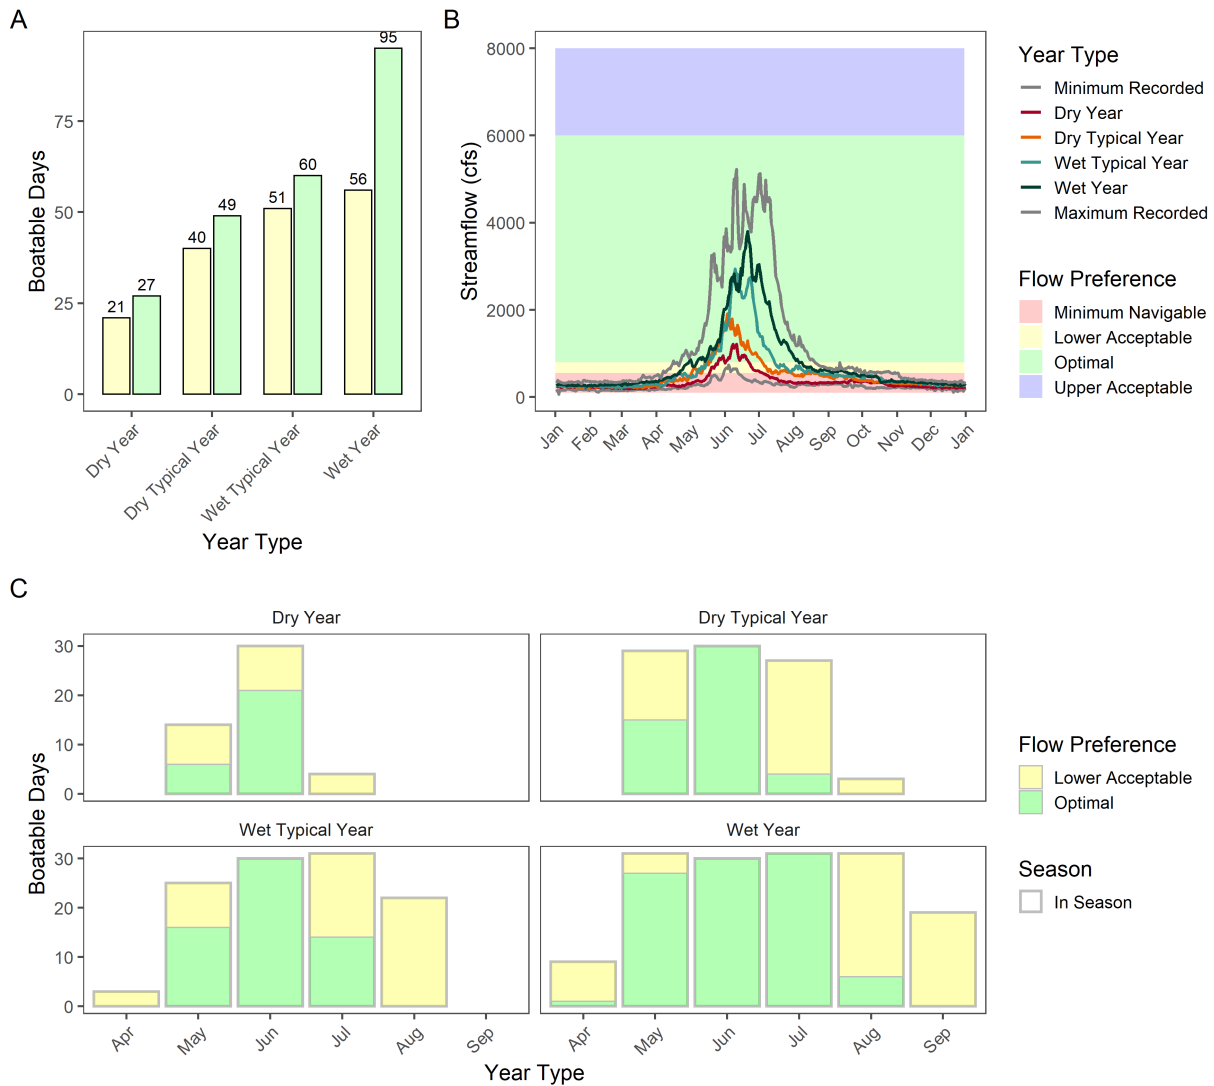 A
Boatable Days
75
50
25
0
21
27
40
49
51
60
56
95
Dry Year
Dry Typical Year
Wet Typical Year
Wet Year
Year Type
B
Streamflow (cfs)
8000
6000
4000
2000
0
Jan
Feb
Mar
Apr
May
Jun
Jul
Aug
Sep
Oct
Nov
Dec
Jan
Year Type
Minimum Recorded
Dry Year
Dry Typical Year
Wet Typical Year
Wet Year
Maximum Recorded
Flow Preference
Minimum Navigable
Lower Acceptable
Optimal
Upper Acceptable
C
Boatable Days
Dry Year
Dry Typical Year
30
20
10
0
Wet Typical Year
Wet Year
30
20
10
0
Apr
May
Jun
Jul
Aug
Sep
Apr
May
Jun
Jul
Aug
Sep
Year Type
Flow Preference
Lower Acceptable
Optimal
Season
In Season